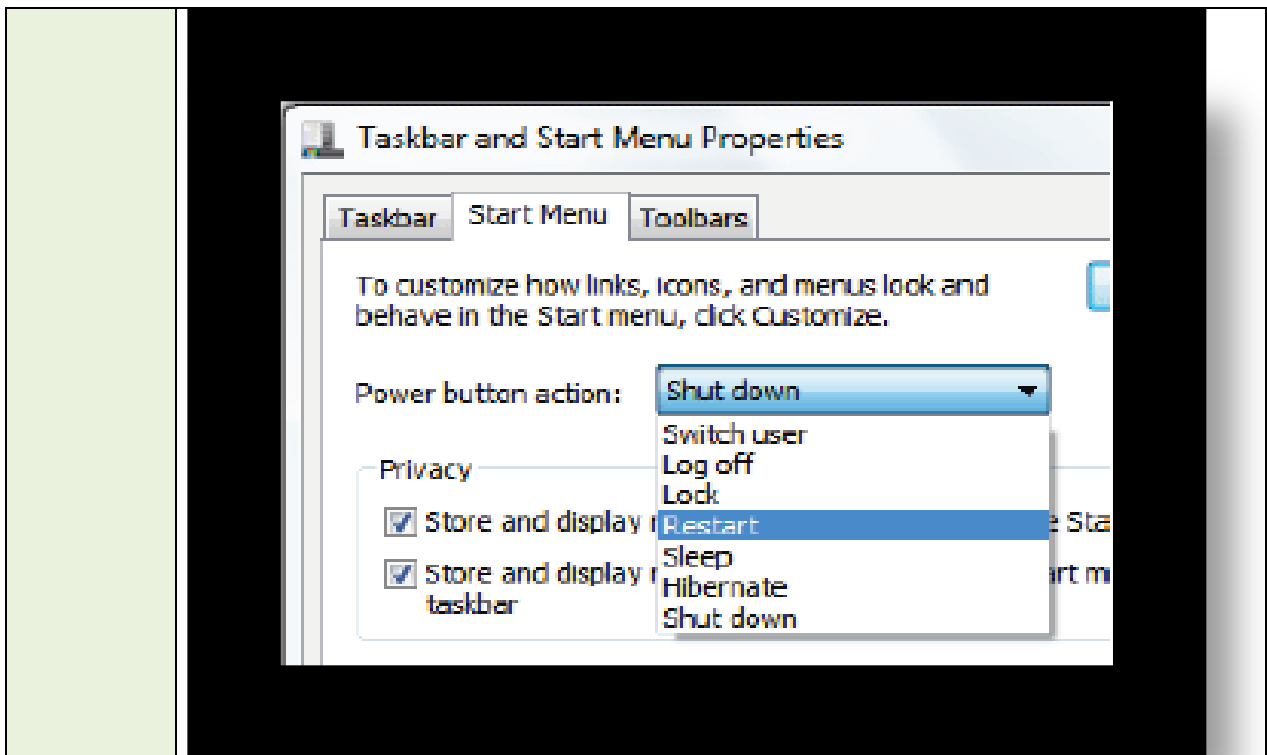 Taskbar and Start Menu Properties
Taskbar Start Menu Toolbars
To customize how links, icons, and menus look and
behave in the Start menu, click Customize.
Power button action: Shut down
Switch user
Log off
Lock
Restart
Sleep
Hibernate
Shut down
Privacy
Store and display
Store and display
taskbar